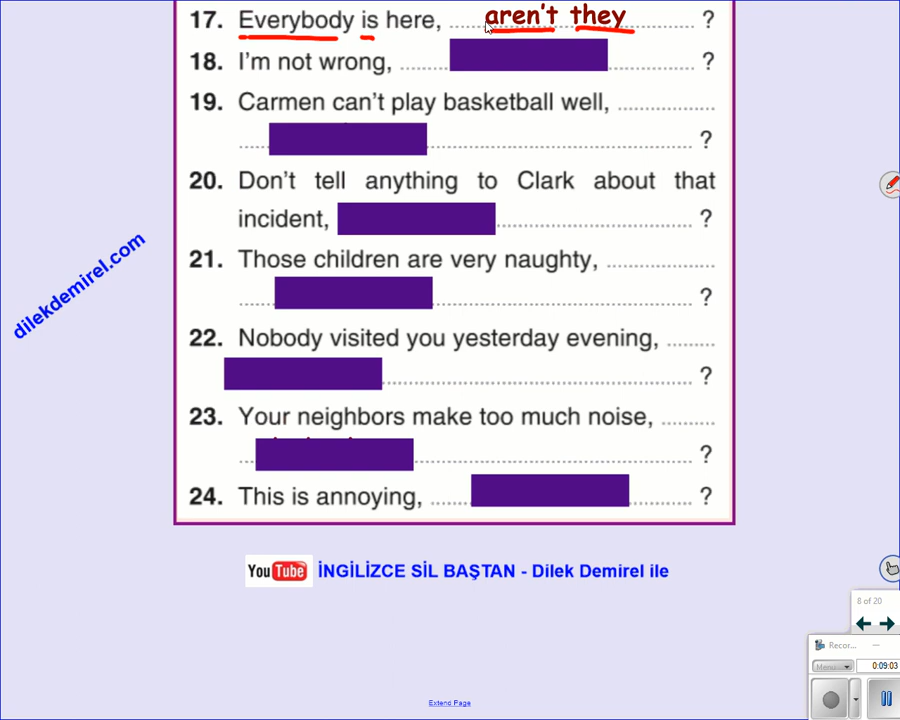 17. Everybody is here, ..... aren't they ..... ?
18. I'm not wrong, ..... ?
19. Carmen can't play basketball well, .....
..... ?
20. Don't tell anything to Clark about that
incident, ..... ?
21. Those children are very naughty, .....
..... ?
22. Nobody visited you yesterday evening, .....
..... ?
23. Your neighbors make too much noise, .....
..... ?
24. This is annoying, ..... ?
dilekdemirel.com
YouTube İNGİLİZCE SİL BAŞTAN - Dilek Demirel ile
8 of 20
Recor...
Menu
0:09:03
Extend Page